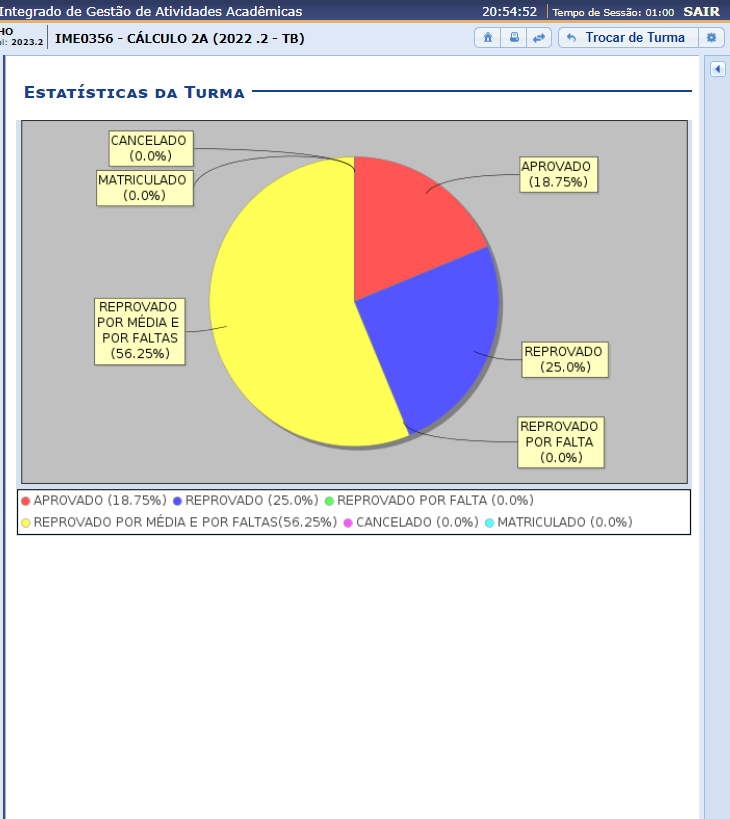 Integrado de Gestão de Atividades Acadêmicas 20:54:52 Tempo de Sessão: 01:00 SAIR
HO
el: 2023.2 IME0356 - CÁLCULO 2A (2022 .2 - TB) Trocar de Turma
ESTATÍSTICAS DA TURMA
CANCELADO
(0.0%)
MATRICULADO
(0.0%)
APROVADO
(18.75%)
REPROVADO
POR MÉDIA E
POR FALTAS
(56.25%)
REPROVADO
(25.0%)
REPROVADO
POR FALTA
(0.0%)
APROVADO (18.75%) REPROVADO (25.0%) REPROVADO POR FALTA (0.0%)
REPROVADO POR MÉDIA E POR FALTAS(56.25%) CANCELADO (0.0%) MATRICULADO (0.0%)